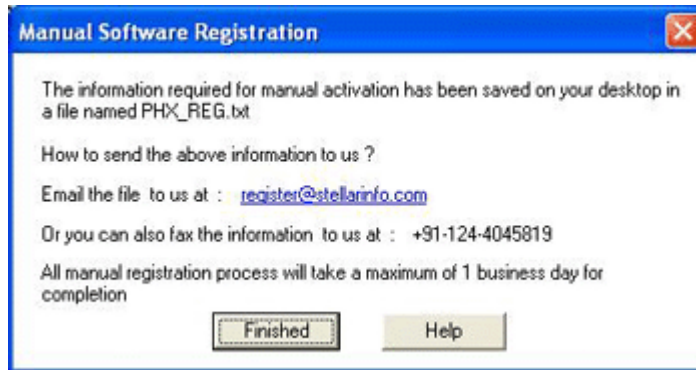 Manual Software Registration
The information required for manual activation has been saved on your desktop in
a file named PHX_REG.txt
How to send the above information to us ?
Email the file to us at : register@stellarinfo.com
Or you can also fax the information to us at : +91-124-4045819
All manual registration process will take a maximum of 1 business day for
completion
Finished Help